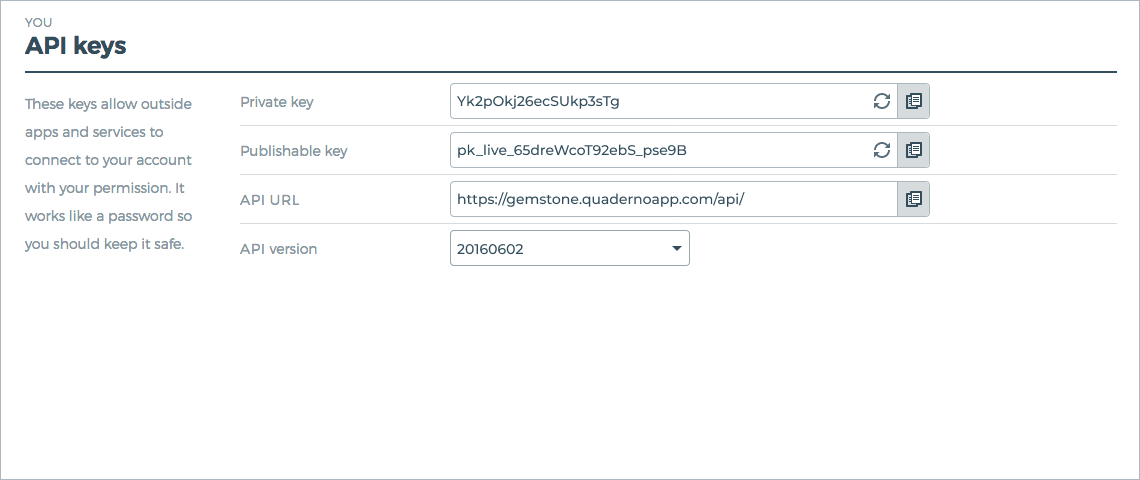 YOU
API keys
These keys allow outside
apps and services to
connect to your account
with your permission. It
works like a password so
you should keep it safe.
Private key
Yk2pOkj26ecSUkp3sTg
Publishable key
pk_live_65dreWcoT92ebS_pse9B
API URL
https://gemstone.quadernoapp.com/api/
API version
20160602